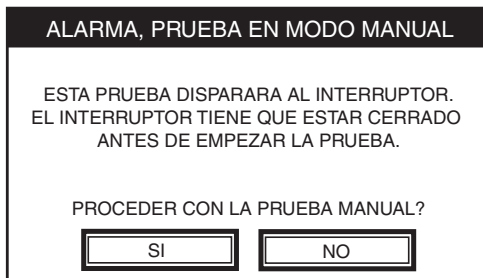 ALARMA, PRUEBA EN MODO MANUAL
ESTA PRUEBA DISPARARA AL INTERRUPTOR.
EL INTERRUPTOR TIENE QUE ESTAR CERRADO
ANTES DE EMPEZAR LA PRUEBA.
PROCEDER CON LA PRUEBA MANUAL?
SI NO